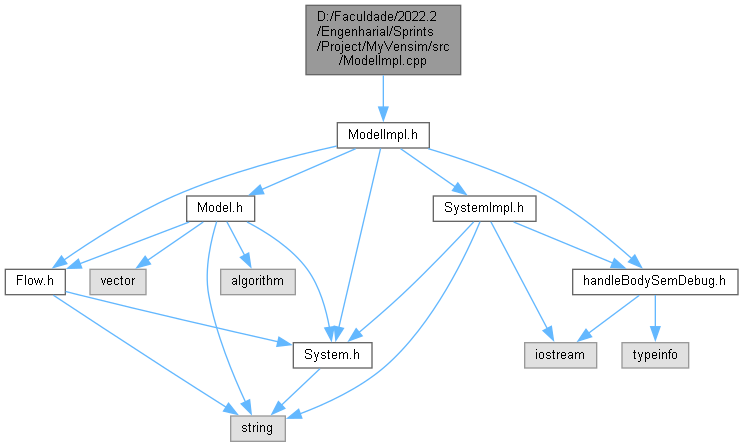 D:/Faculdade/2022.2
/Engenharial/Sprints
/Project/MyVensim/src
/ModelImpl.cpp
ModelImpl.h
Model.h
SystemImpl.h
Flow.h
vector
algorithm
handleBodySemDebug.h
System.h
iostream
typeinfo
string